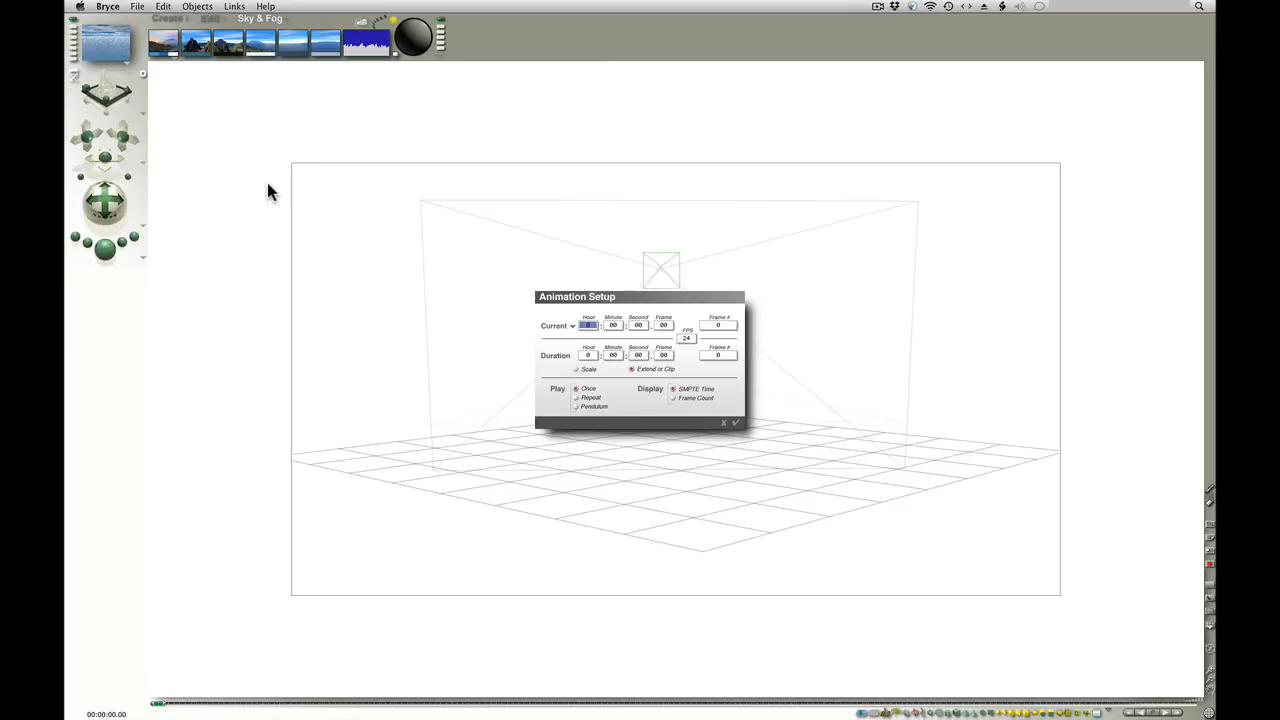 Bryce File Edit Objects Links Help
Create Edit Sky & Fog
Animation Setup
Hour Minute Second Frame Frame #
Current 0 : 00 : 00 . 00 0
FPS
24
Hour Minute Second Frame Frame #
Duration 0 : 00 : 00 . 00 0
Scale Extend or Clip
Play Once Display SMPTE Time
Repeat Frame Count
Pendulum
00:00:00.00